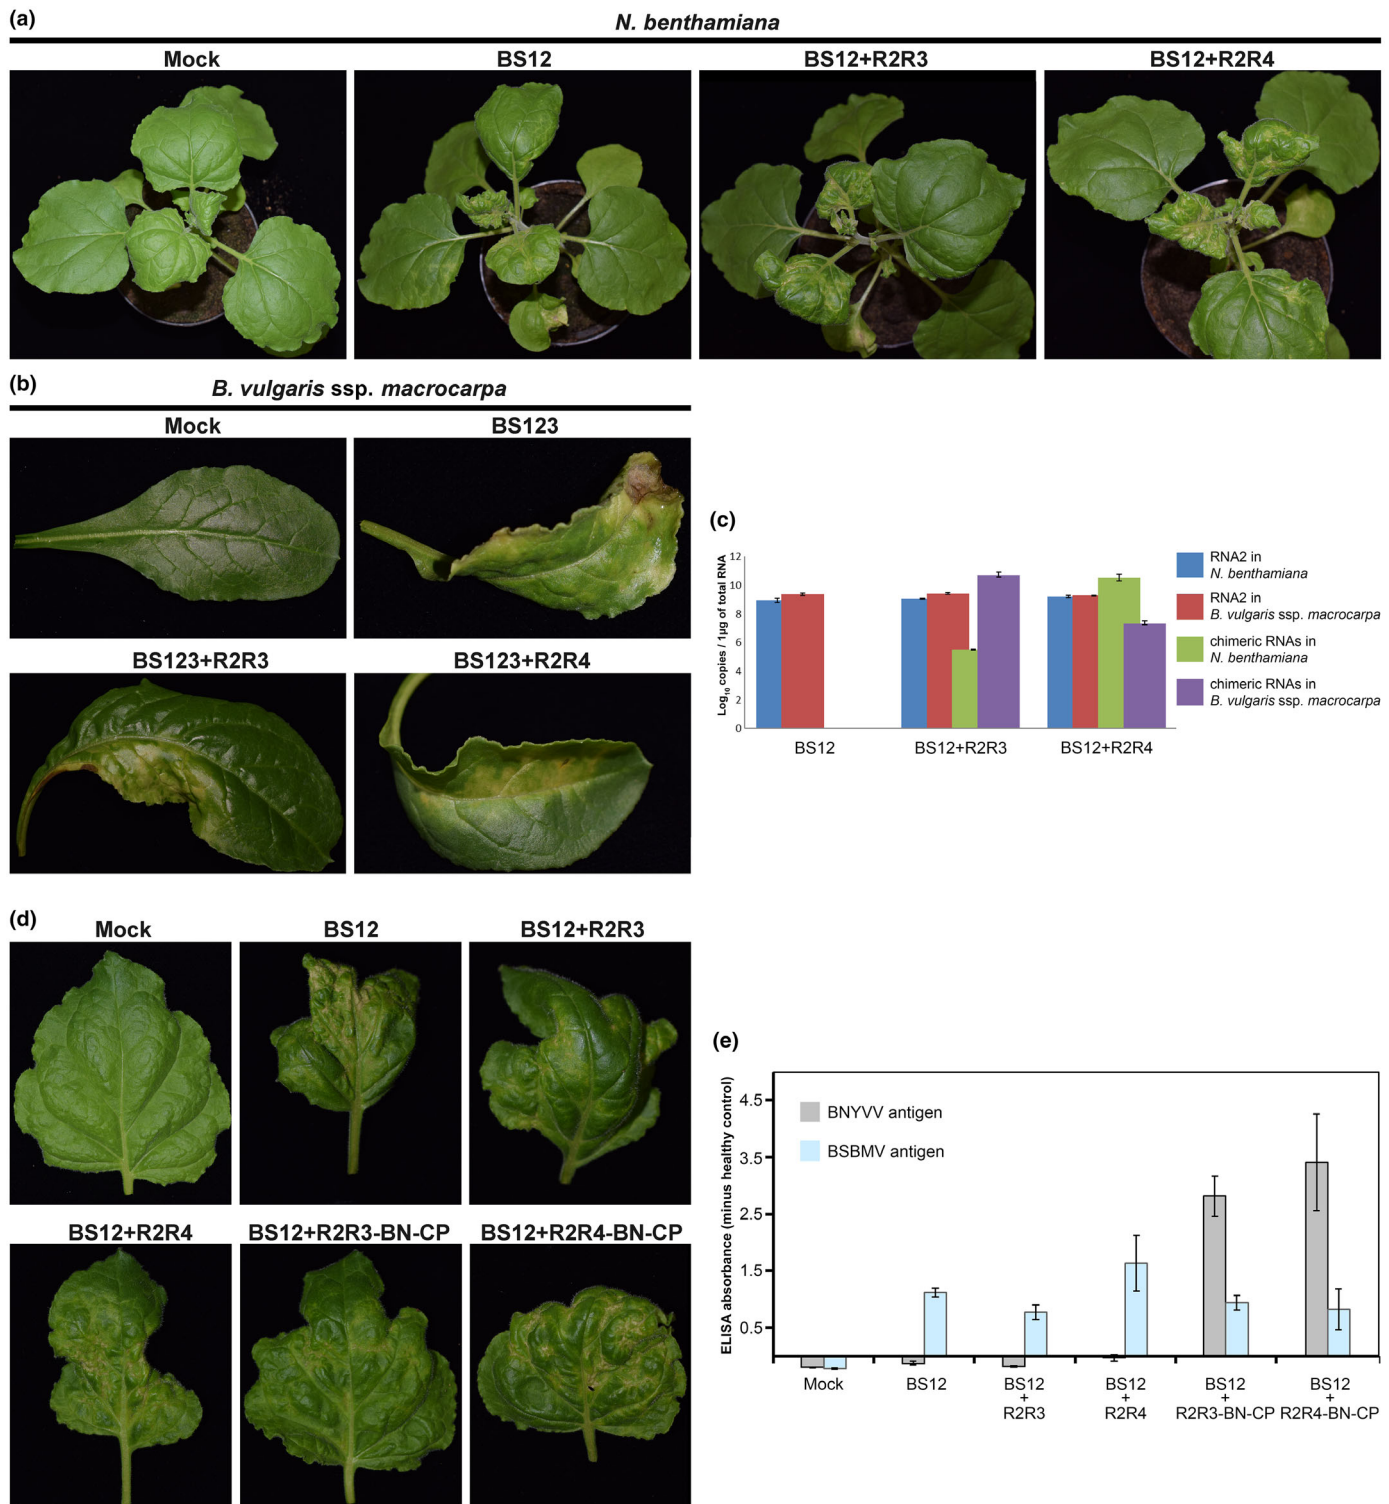 (a)
N. benthamiana
Mock
BS12
BS12+R2R3
BS12+R2R4
(b)
B. vulgaris ssp. macrocarpa
Mock
BS123
BS123+R2R3
BS123+R2R4
(c)
Log10 copies / 1μg of total RNA
12
10
8
6
4
2
0
BS12
BS12+R2R3
BS12+R2R4
RNA2 in
N. benthamiana
RNA2 in
B. vulgaris ssp. macrocarpa
chimeric RNAs in
N. benthamiana
chimeric RNAs in
B. vulgaris ssp. macrocarpa
(d)
Mock
BS12
BS12+R2R3
BS12+R2R4
BS12+R2R3-BN-CP
BS12+R2R4-BN-CP
(e)
ELISA absorbance (minus healthy control)
4.5
3.5
2.5
1.5
0.5
BNYVV antigen
BSBMV antigen
Mock
BS12
BS12
+
R2R3
BS12
+
R2R4
BS12
+
R2R3-BN-CP
BS12
+
R2R4-BN-CP